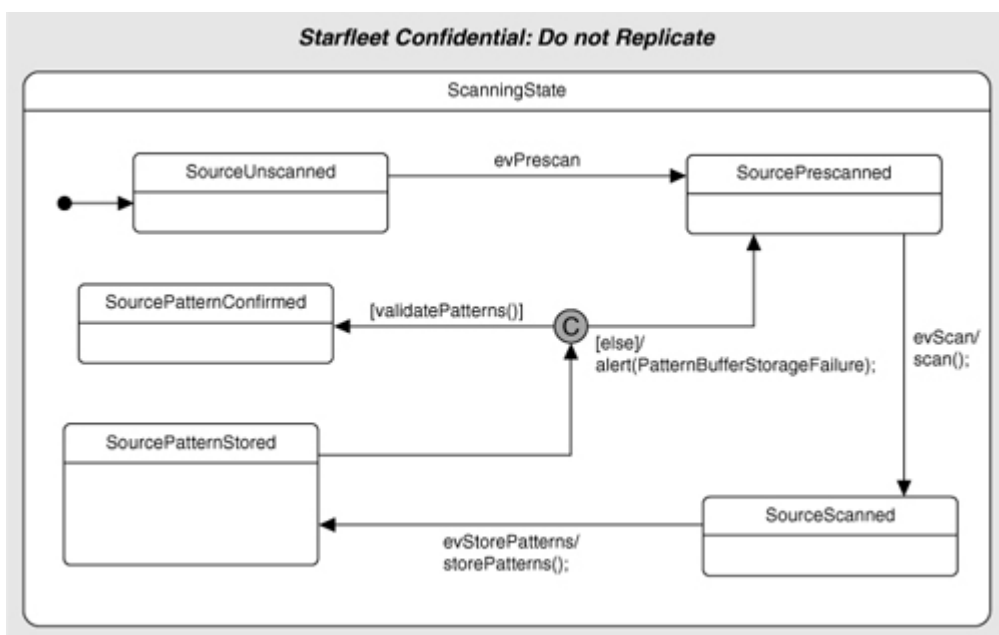 Starfleet Confidential: Do not Replicate
ScanningState
SourceUnscanned
evPrescan
SourcePrescanned
SourcePatternConfirmed
[validatePatterns()]
C
[else]/
alert(PatternBufferStorageFailure);
evScan/
scan();
SourcePatternStored
SourceScanned
evStorePatterns/
storePatterns();